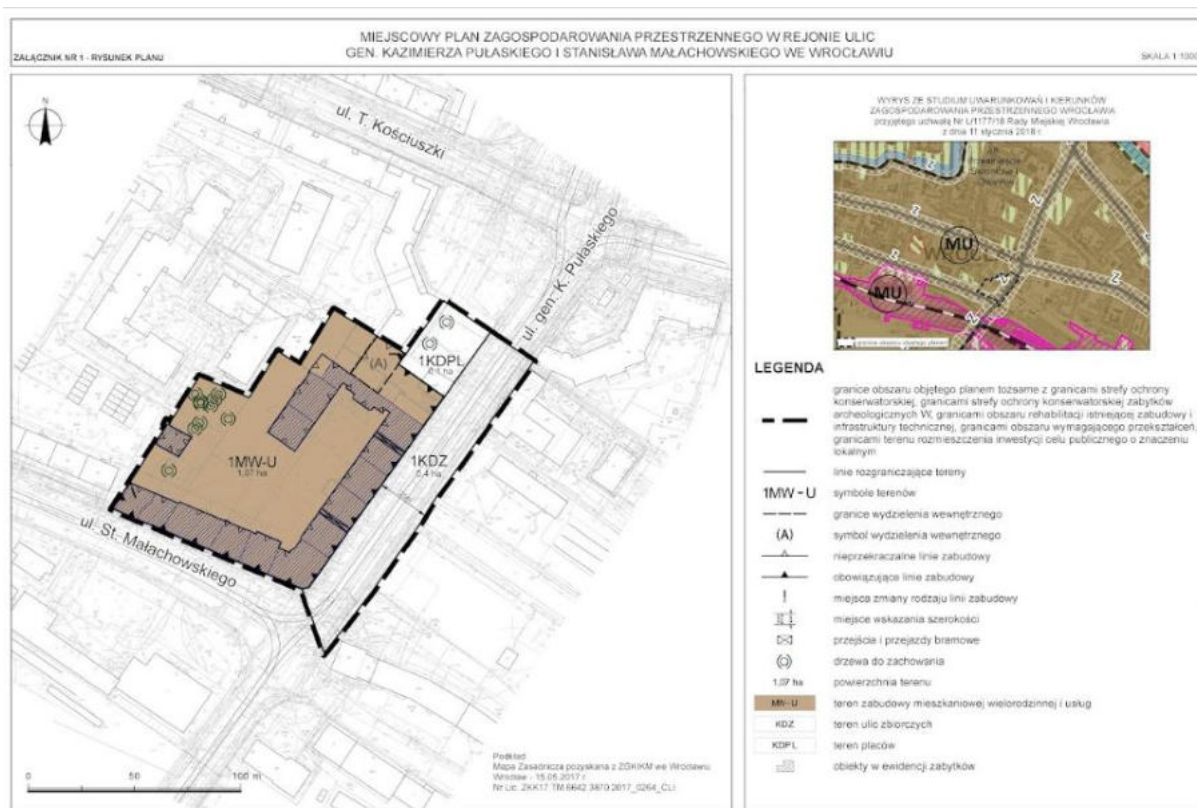 MIEJSCOWY PLAN ZAGOSPODAROWANIA PRZESTRZENNEGO W REJONIE ULIC
GEN. KAZIMIERZA PUŁASKIEGO I STANISŁAWA MAŁACHOWSKIEGO WE WROCŁAWIU
ZAŁĄCZNIK NR 1 - RYSUNEK PLANU
SKALA 1:1000
N
ul. T. Kościuszki
ul. gen. K. Pułaskiego
1KDPL
0,1 ha
(A)
1MW-U
1,07 ha
1KDZ
0,4 ha
ul. St. Małachowskiego
0 50 100 m
Podkład:
Mapa Zasadnicza pozyskana z ZGKIKM we Wrocławiu
Wrocław - 15.05.2017 r.
WYRYS ZE STUDIUM UWARUNKOWAŃ I KIERUNKÓW
ZAGOSPODAROWANIA PRZESTRZENNEGO WROCŁAWIA
przyjętego uchwałą Nr L/1177/18 Rady Miejskiej Wrocławia
z dnia 11 stycznia 2018 r.
Z
Z
Z
Z
Z
Z
MU
MU
granice obszaru objętego planem
LEGENDA
granice obszaru objętego planem tożsame z granicami strefy ochrony
konserwatorskiej, granicami strefy ochrony konserwatorskiej zabytków
archeologicznych W, granicami obszaru rehabilitacji istniejącej zabudowy i
infrastruktury technicznej, granicami obszaru wymagającego przekształceń,
granicami terenu rozmieszczenia inwestycji celu publicznego o znaczeniu
lokalnym
linie rozgraniczające tereny
1MW - U symbole terenów
granice wydzielenia wewnętrznego
(A) symbol wydzielenia wewnętrznego
nieprzekraczalne linie zabudowy
obowiązujące linie zabudowy
miejsca zmiany rodzaju linii zabudowy
miejsce wskazania szerokości
przejścia i przejazdy bramowe
drzewa do zachowania
1,07 ha powierzchnia terenu
MW-U teren zabudowy mieszkaniowej wielorodzinnej i usług
KDZ teren ulic zbiorczych
KDPL teren placów
obiekty w ewidencji zabytków